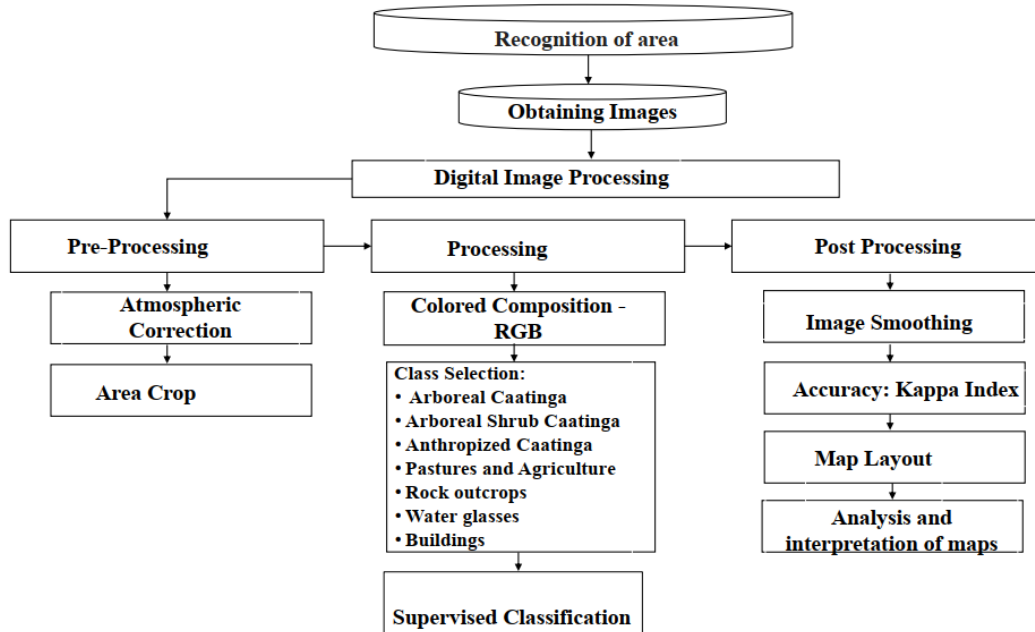 Recognition of area
Obtaining Images
Digital Image Processing
Pre-Processing
Processing
Post Processing
Atmospheric
Correction
Area Crop
Colored Composition -
RGB
Class Selection:
• Arboreal Caatinga
• Arboreal Shrub Caatinga
• Anthropized Caatinga
• Pastures and Agriculture
• Rock outcrops
• Water glasses
• Buildings
Supervised Classification
Image Smoothing
Accuracy: Kappa Index
Map Layout
Analysis and
interpretation of maps